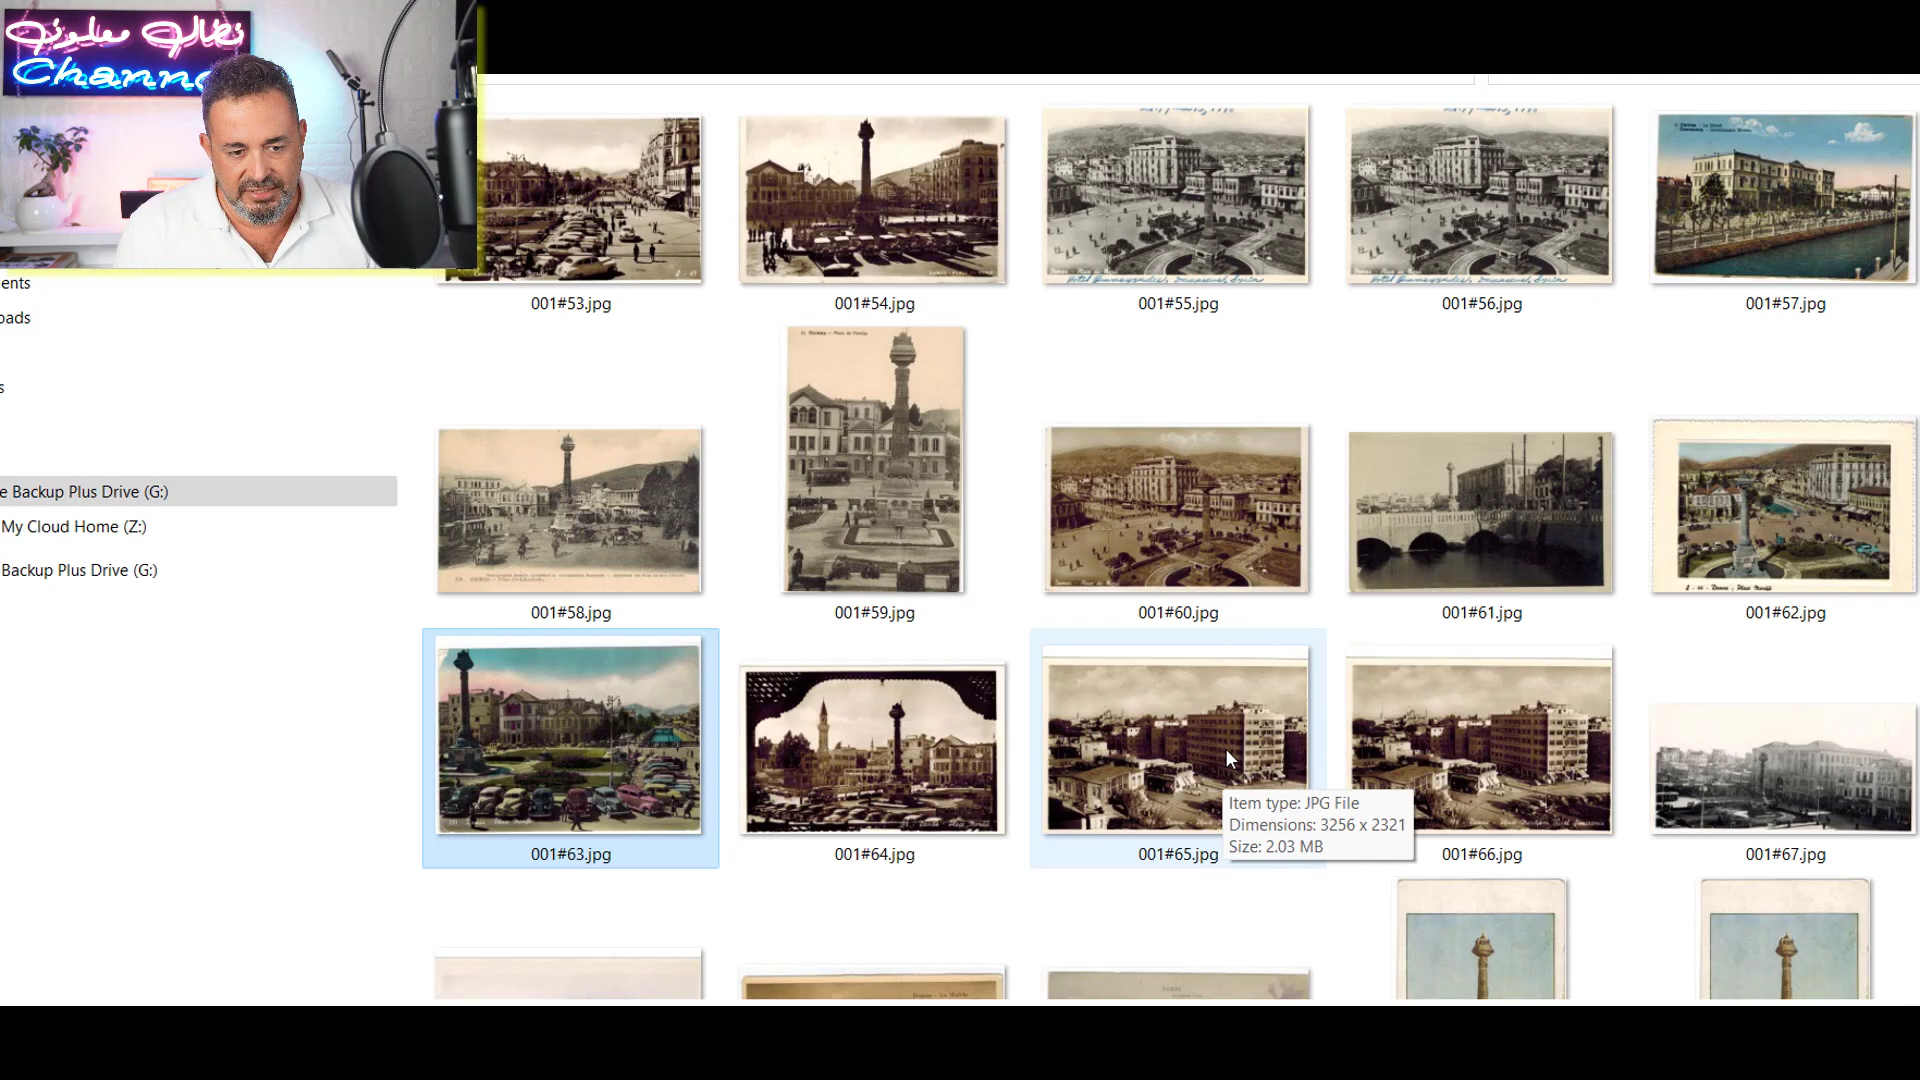 نضال معلوف
Channe
ents
oads
s
e Backup Plus Drive (G:)
My Cloud Home (Z:)
Backup Plus Drive (G:)
001#53.jpg
001#54.jpg
001#55.jpg
001#56.jpg
001#57.jpg
001#58.jpg
001#59.jpg
001#60.jpg
001#61.jpg
001#62.jpg
001#63.jpg
001#64.jpg
001#65.jpg
001#66.jpg
001#67.jpg
Item type: JPG File
Dimensions: 3256 x 2321
Size: 2.03 MB